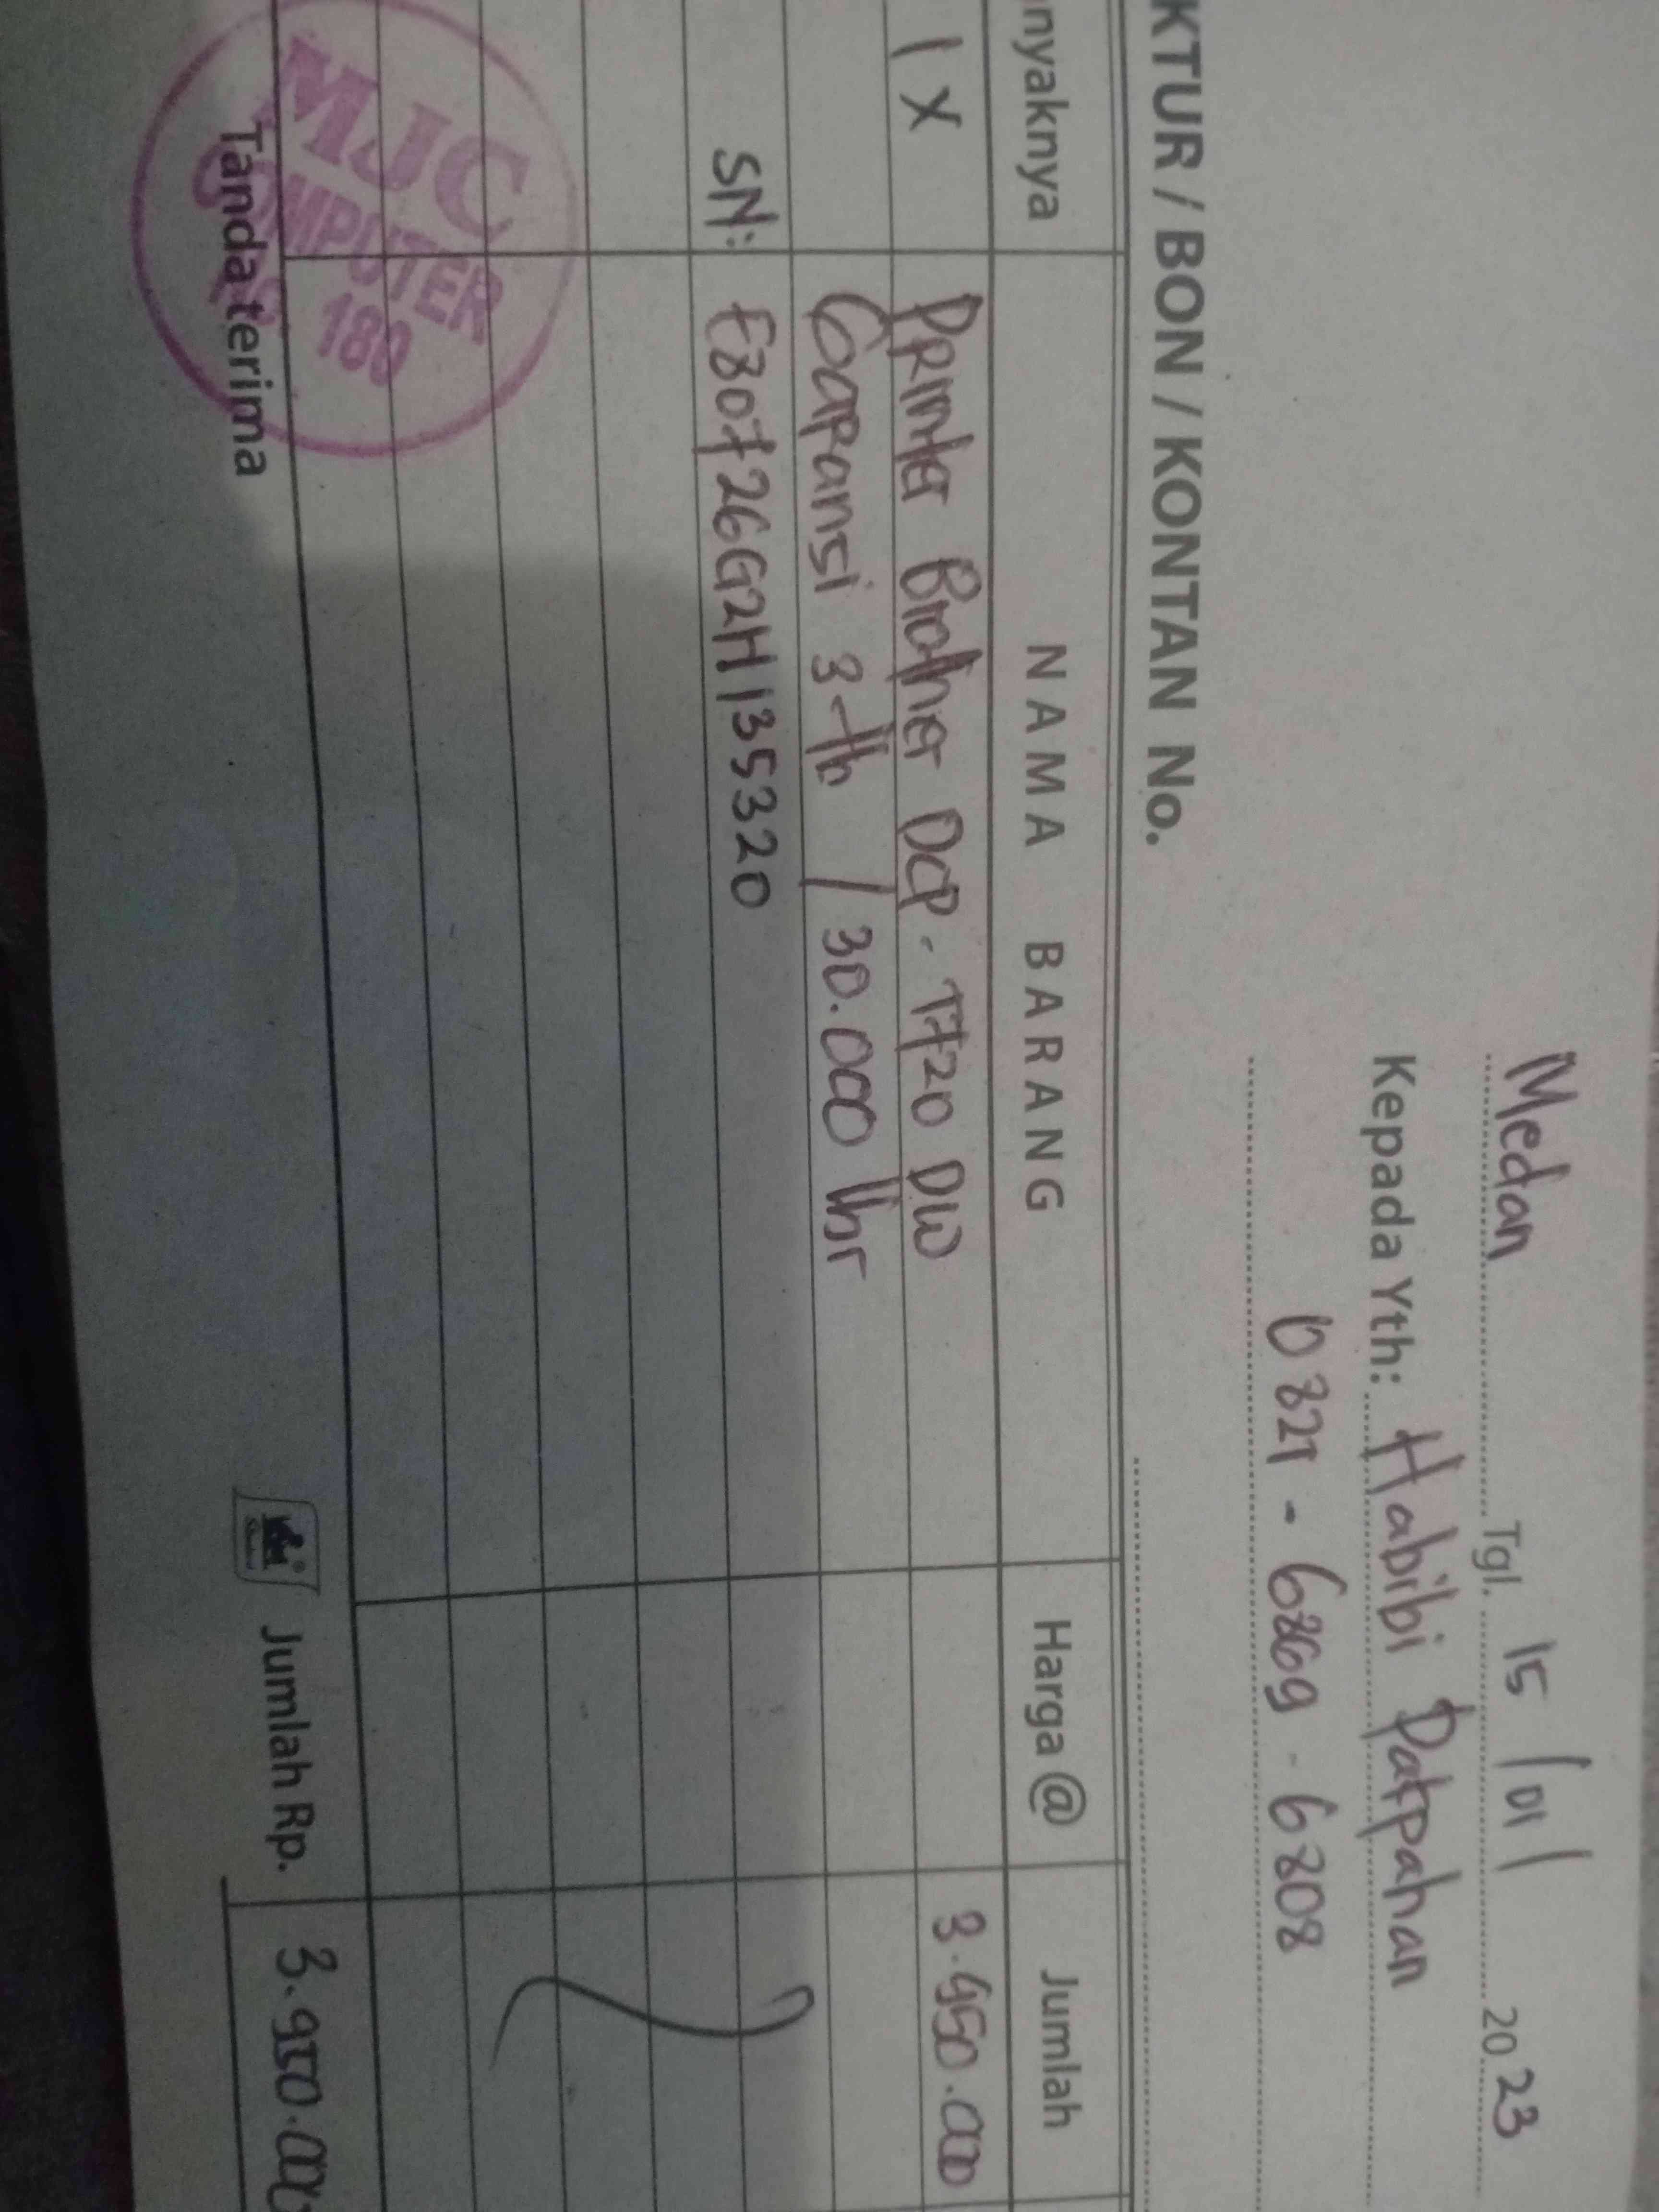 Medan Tgl. 15 / 01 / 2023
Kepada Yth: Habibi Patpahan
0821 - 6869 - 6808
KTUR / BON / KONTAN No.
nyaknya NAMA BARANG Harga @ Jumlah
1 X Printer Brother DCP - T720 DW 3.950.000
Garansi 3 th / 30.000 lbr
SN: E80726G2H135320
MJC
COMPUTER
180
Tanda terima Jumlah Rp. 3.950.000